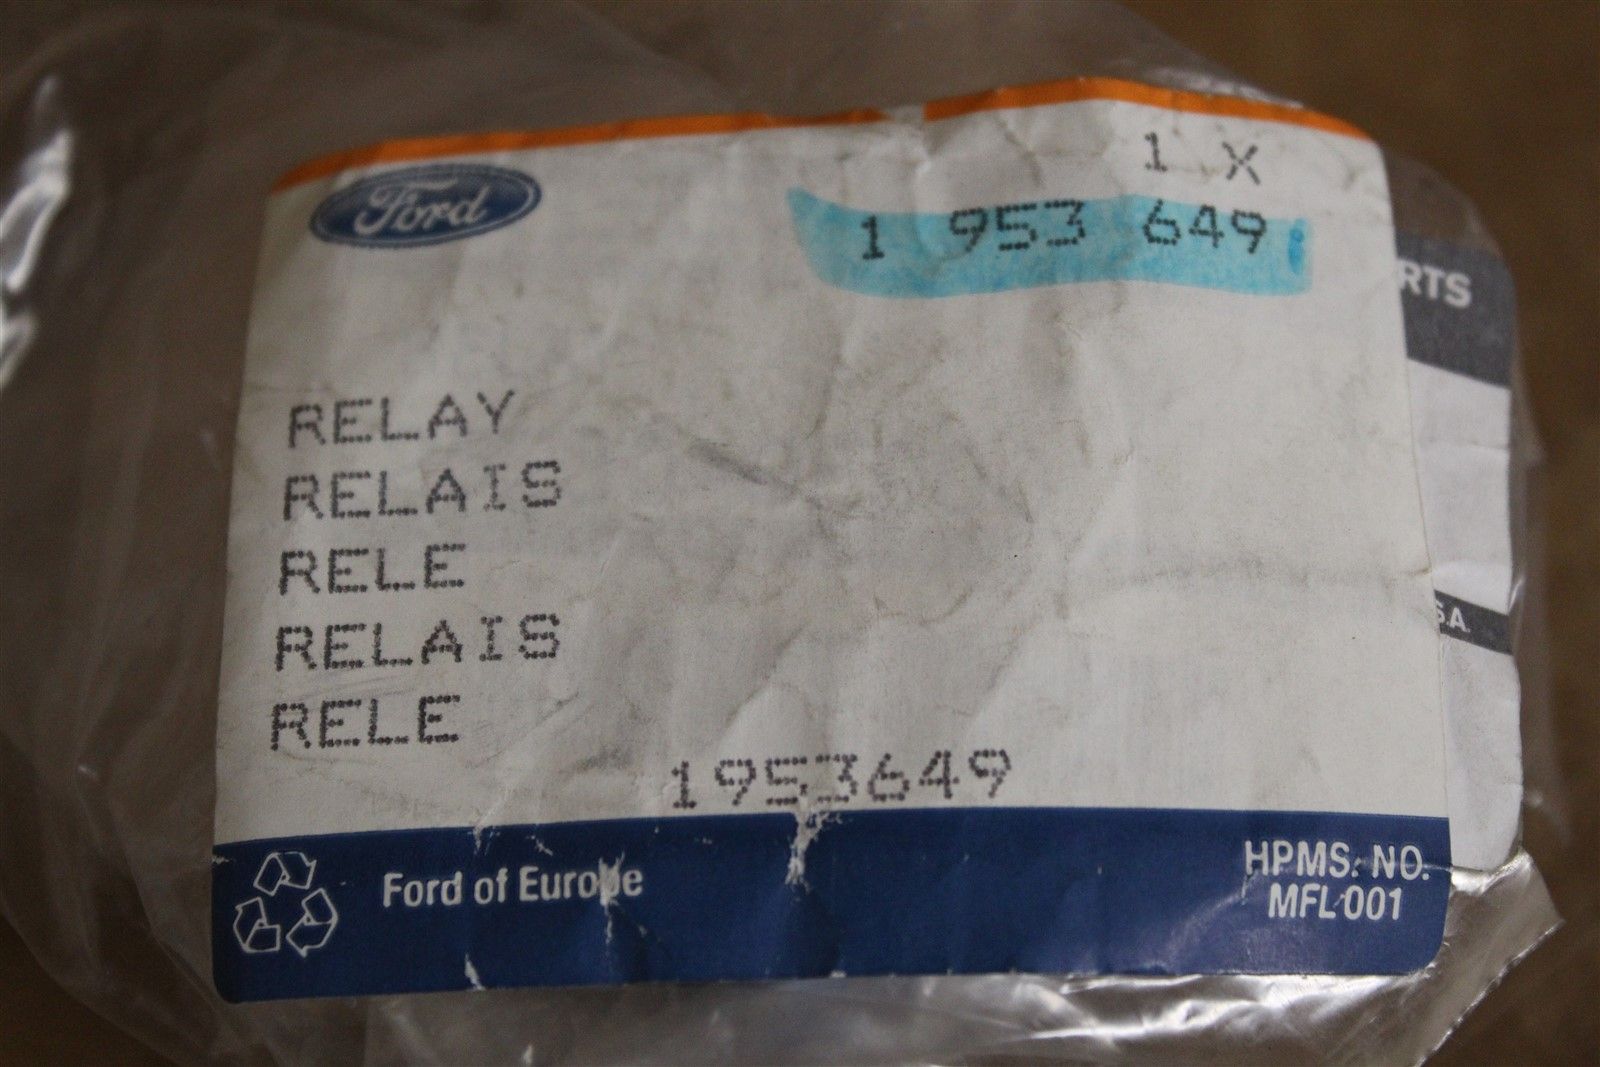 Ford
1 X
1 953 649
RTS
RELAY
RELAIS
RELE
RELAIS
RELE
S.A.
1953649
Ford of Europe
HPMS. NO.
MFL 001